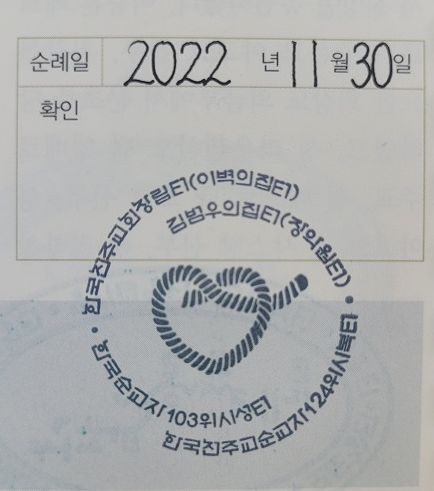 순례일 2022 년 11 월 30 일
확인
한국천주교회창립터(이벽의집터)
김범우의집터(장악원터)
한국순교자103위시성터
한국천주교순교자124위시복터